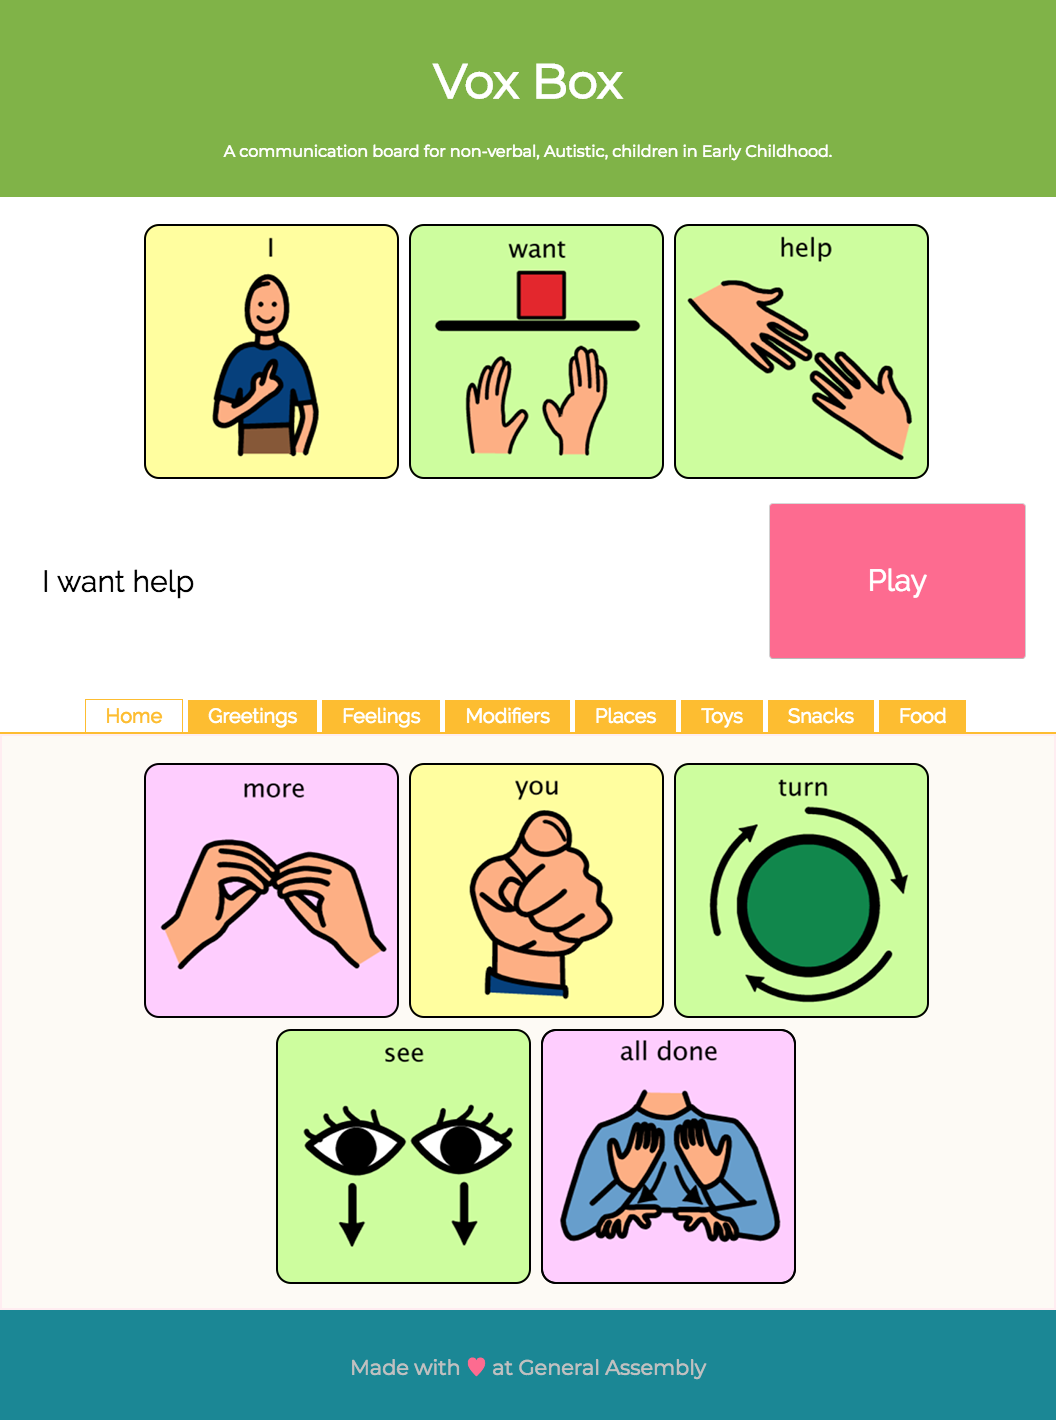 Vox Box
A communication board for non-verbal, Autistic, children in Early Childhood.
I
want
help
I want help
Play
Home Greetings Feelings Modifiers Places Toys Snacks Food
more
you
turn
see
all done
Made with at General Assembly